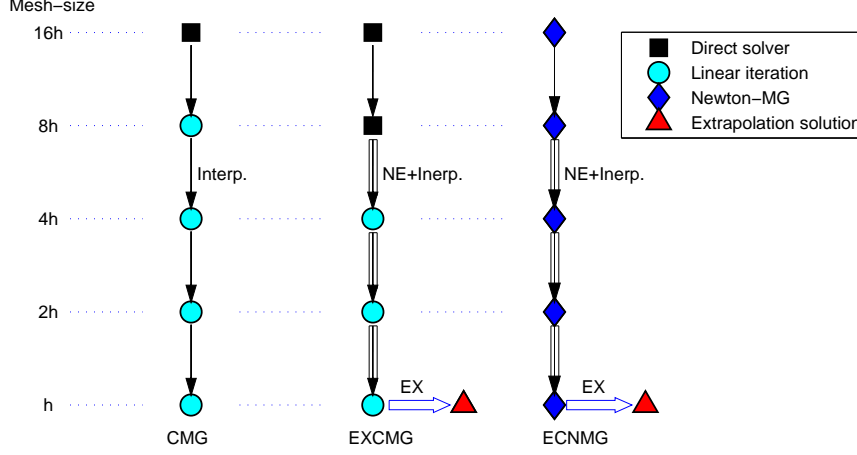 Mesh-size
16h
Direct solver
Linear iteration
Newton-MG
Extrapolation solution
8h
Interp.
NE+Inerp.
NE+Inerp.
4h
2h
h
EX
EX
CMG
EXCMG
ECNMG